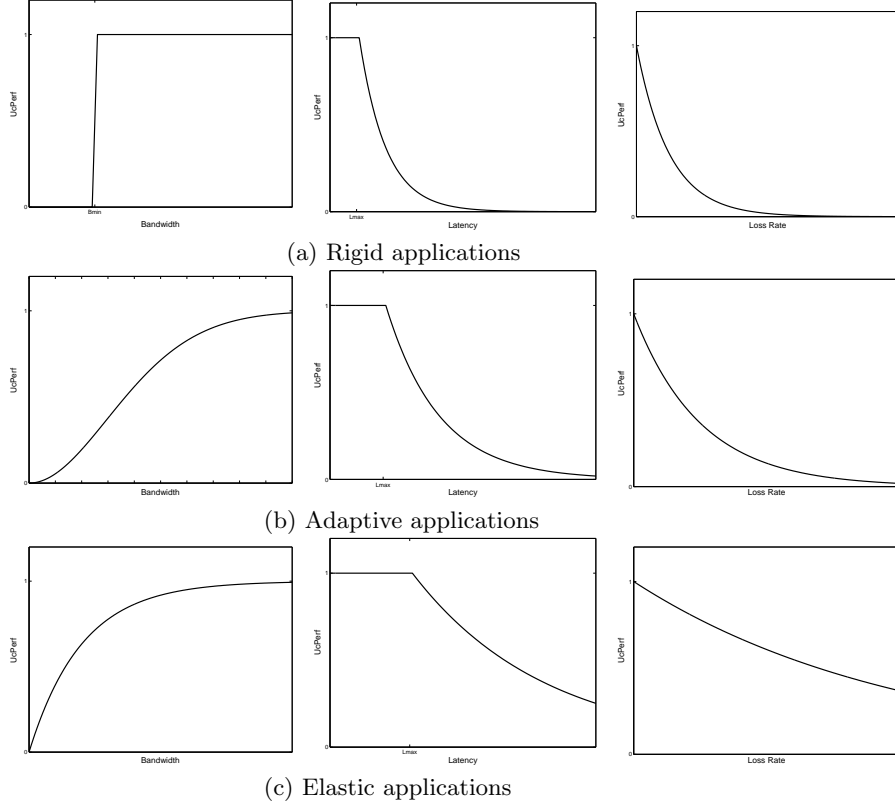 UcPerf
1
0
Bmin
Bandwidth
UcPerf
1
0
Lmax
Latency
UcPerf
1
0
Loss Rate
(a) Rigid applications
UcPerf
1
0
Bandwidth
UcPerf
1
0
Lmax
Latency
UcPerf
1
0
Loss Rate
(b) Adaptive applications
UcPerf
1
0
Bandwidth
UcPerf
1
0
Lmax
Latency
UcPerf
1
0
Loss Rate
(c) Elastic applications